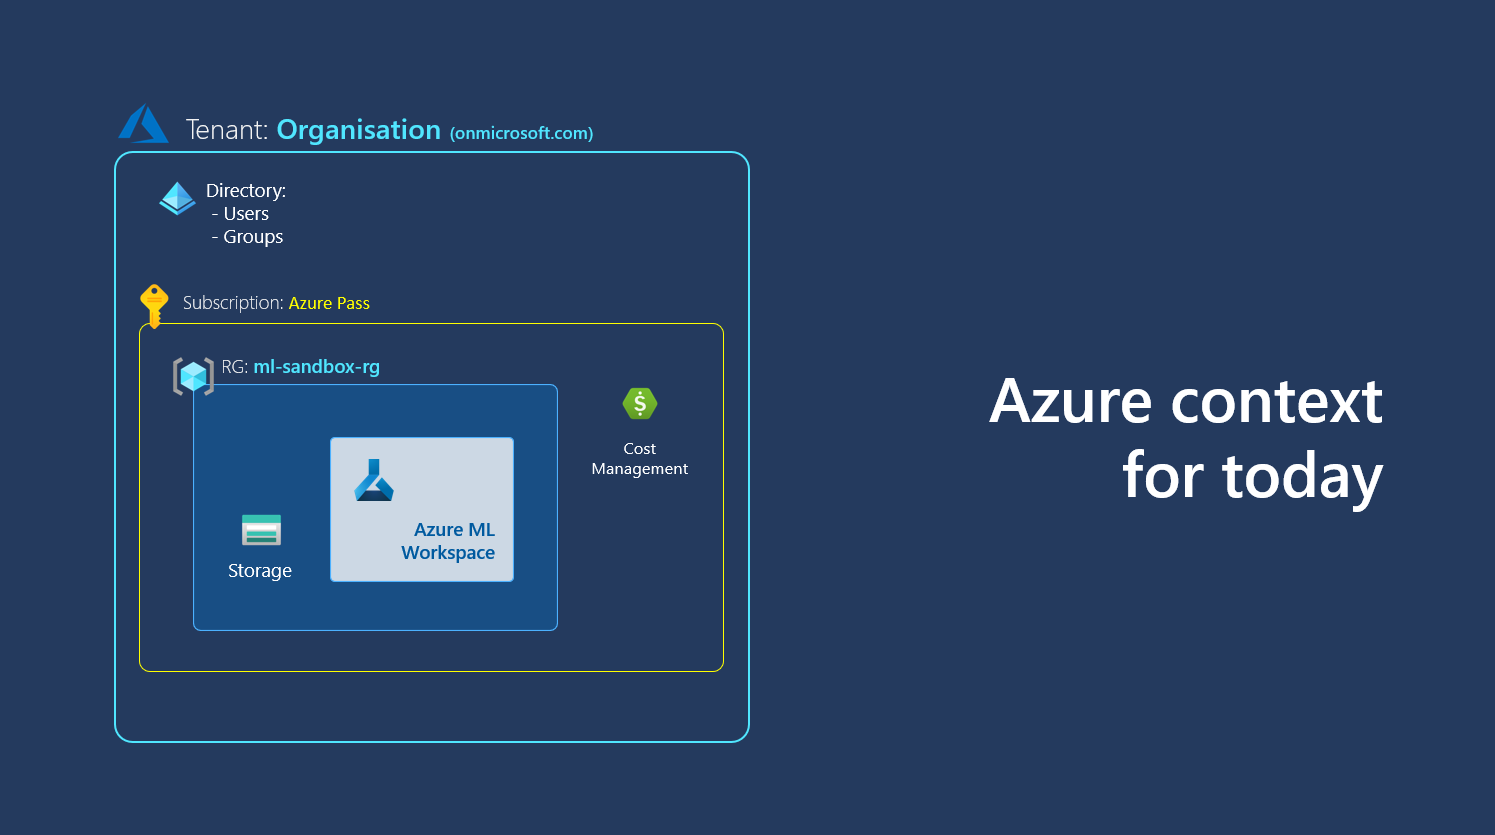 Tenant: Organisation (onmicrosoft.com)
Directory:
- Users
- Groups
Subscription: Azure Pass
RG: ml-sandbox-rg
Cost
Management
Azure ML
Workspace
Storage
Azure context
for today